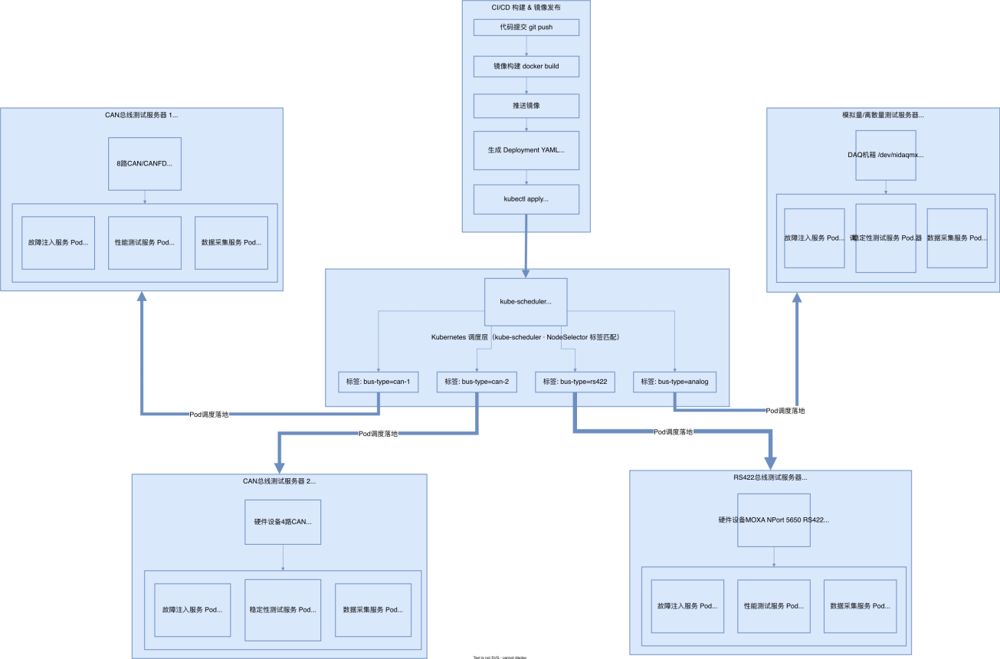 CI/CD 构建 & 镜像发布
代码提交 git push
镜像构建 docker build
推送镜像
生成 Deployment YAML...
kubectl apply...
CAN总线测试服务器 1...
8路CAN/CANFD...
故障注入服务 Pod...
性能测试服务 Pod...
数据采集服务 Pod...
模拟量/离散量测试服务器...
DAQ机箱 /dev/nidaqmx...
故障注入服务 Pod...
稳定性测试服务 Pod
器
数据采集服务 Pod...
kube-scheduler...
Kubernetes 调度层（kube-scheduler · NodeSelector 标签匹配）
标签: bus-type=can-1
标签: bus-type=can-2
标签: bus-type=rs422
标签: bus-type=analog
Pod调度落地
Pod调度落地
Pod调度落地
Pod调度落地
CAN总线测试服务器 2...
硬件设备4路CAN...
故障注入服务 Pod...
稳定性测试服务 Pod...
数据采集服务 Pod...
RS422总线测试服务器...
硬件设备MOXA NPort 5650 RS422...
故障注入服务 Pod...
性能测试服务 Pod...
数据采集服务 Pod...
Text is not SVG - cannot display